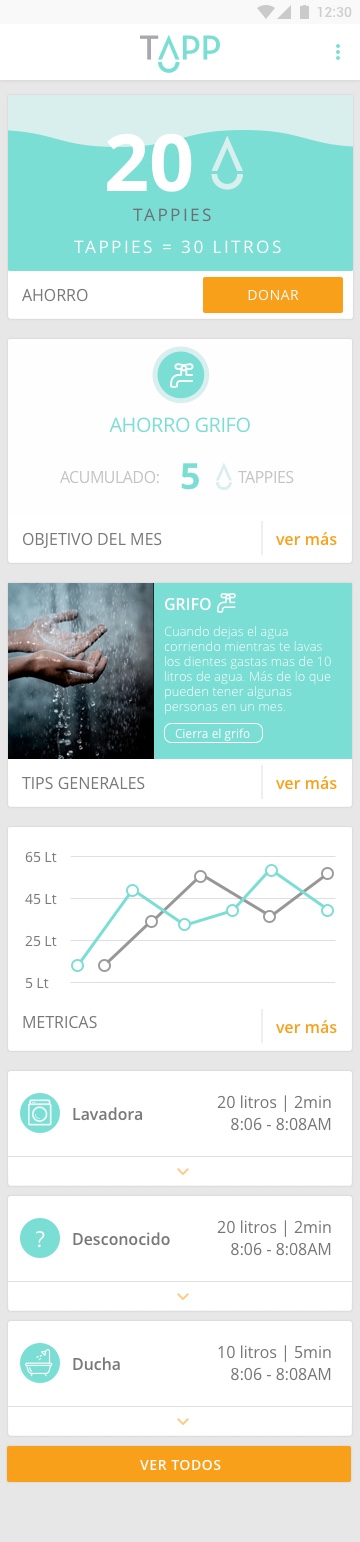 12:30
TAPP
20
TAPPIES
TAPPIES = 30 LITROS
AHORRO
DONAR
AHORRO GRIFO
ACUMULADO: 5 TAPPIES
OBJETIVO DEL MES
ver más
GRIFO
Cuando dejas el agua
corriendo mientras te lavas
los dientes gastas mas de 10
litros de agua. Más de lo que
pueden tener algunas
personas en un mes.
Cierra el grifo
TIPS GENERALES
ver más
65 Lt
45 Lt
25 Lt
5 Lt
METRICAS
ver más
Lavadora
20 litros | 2min
8:06 - 8:08AM
?
Desconocido
20 litros | 2min
8:06 - 8:08AM
Ducha
10 litros | 5min
8:06 - 8:08AM
VER TODOS